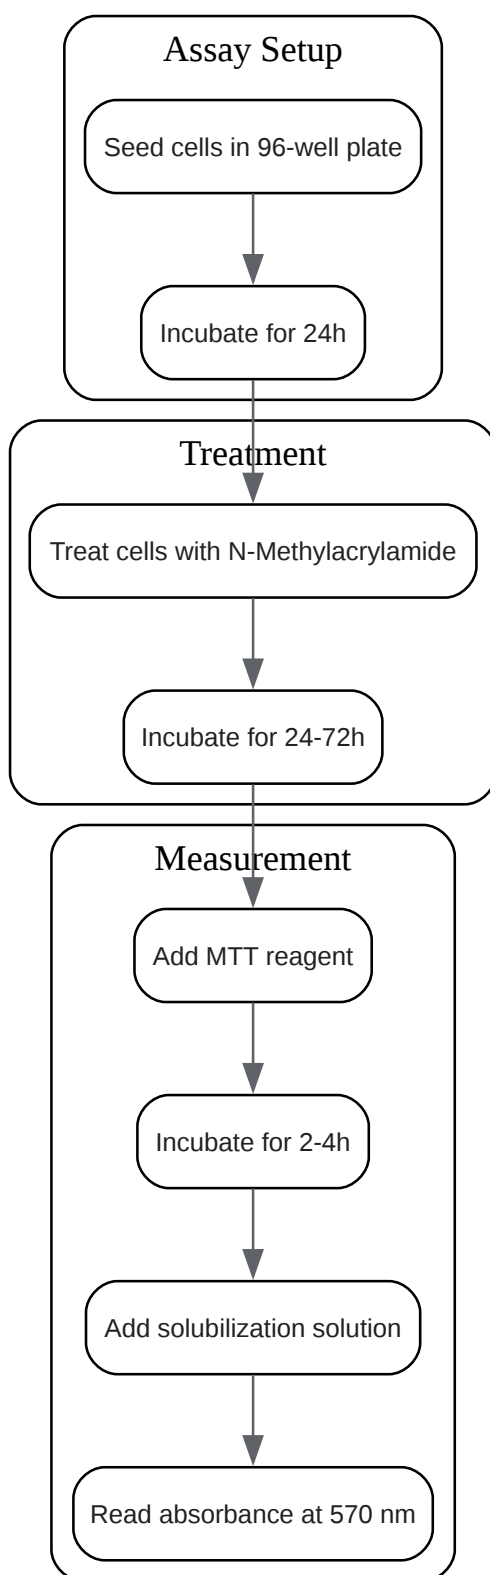 Assay Setup
Seed cells in 96-well plate
Incubate for 24h
Treatment
Treat cells with N-Methylacrylamide
Incubate for 24-72h
Measurement
Add MTT reagent
Incubate for 2-4h
Add solubilization solution
Read absorbance at 570 nm